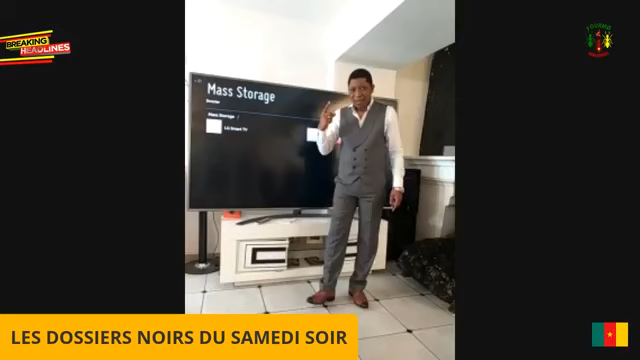 BREAKING
HEADLINES
Mass Storage
Mass Storage /
LG Smart TV
LES DOSSIERS NOIRS DU SAMEDI SOIR